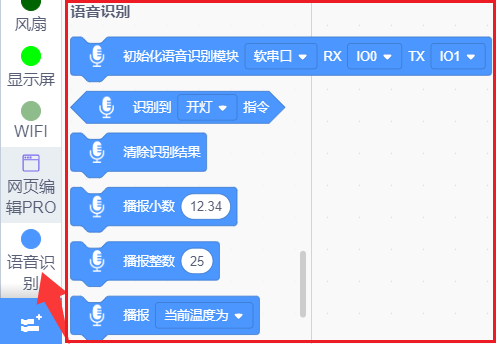 语音识别
风扇
初始化语音识别模块 软串口 RX IO0 TX IO1
显示屏
识别到 开灯 指令
WIFI
清除识别结果
网页编
辑PRO
播报小数 12.34
语音识
别
播报整数 25
播报 当前温度为